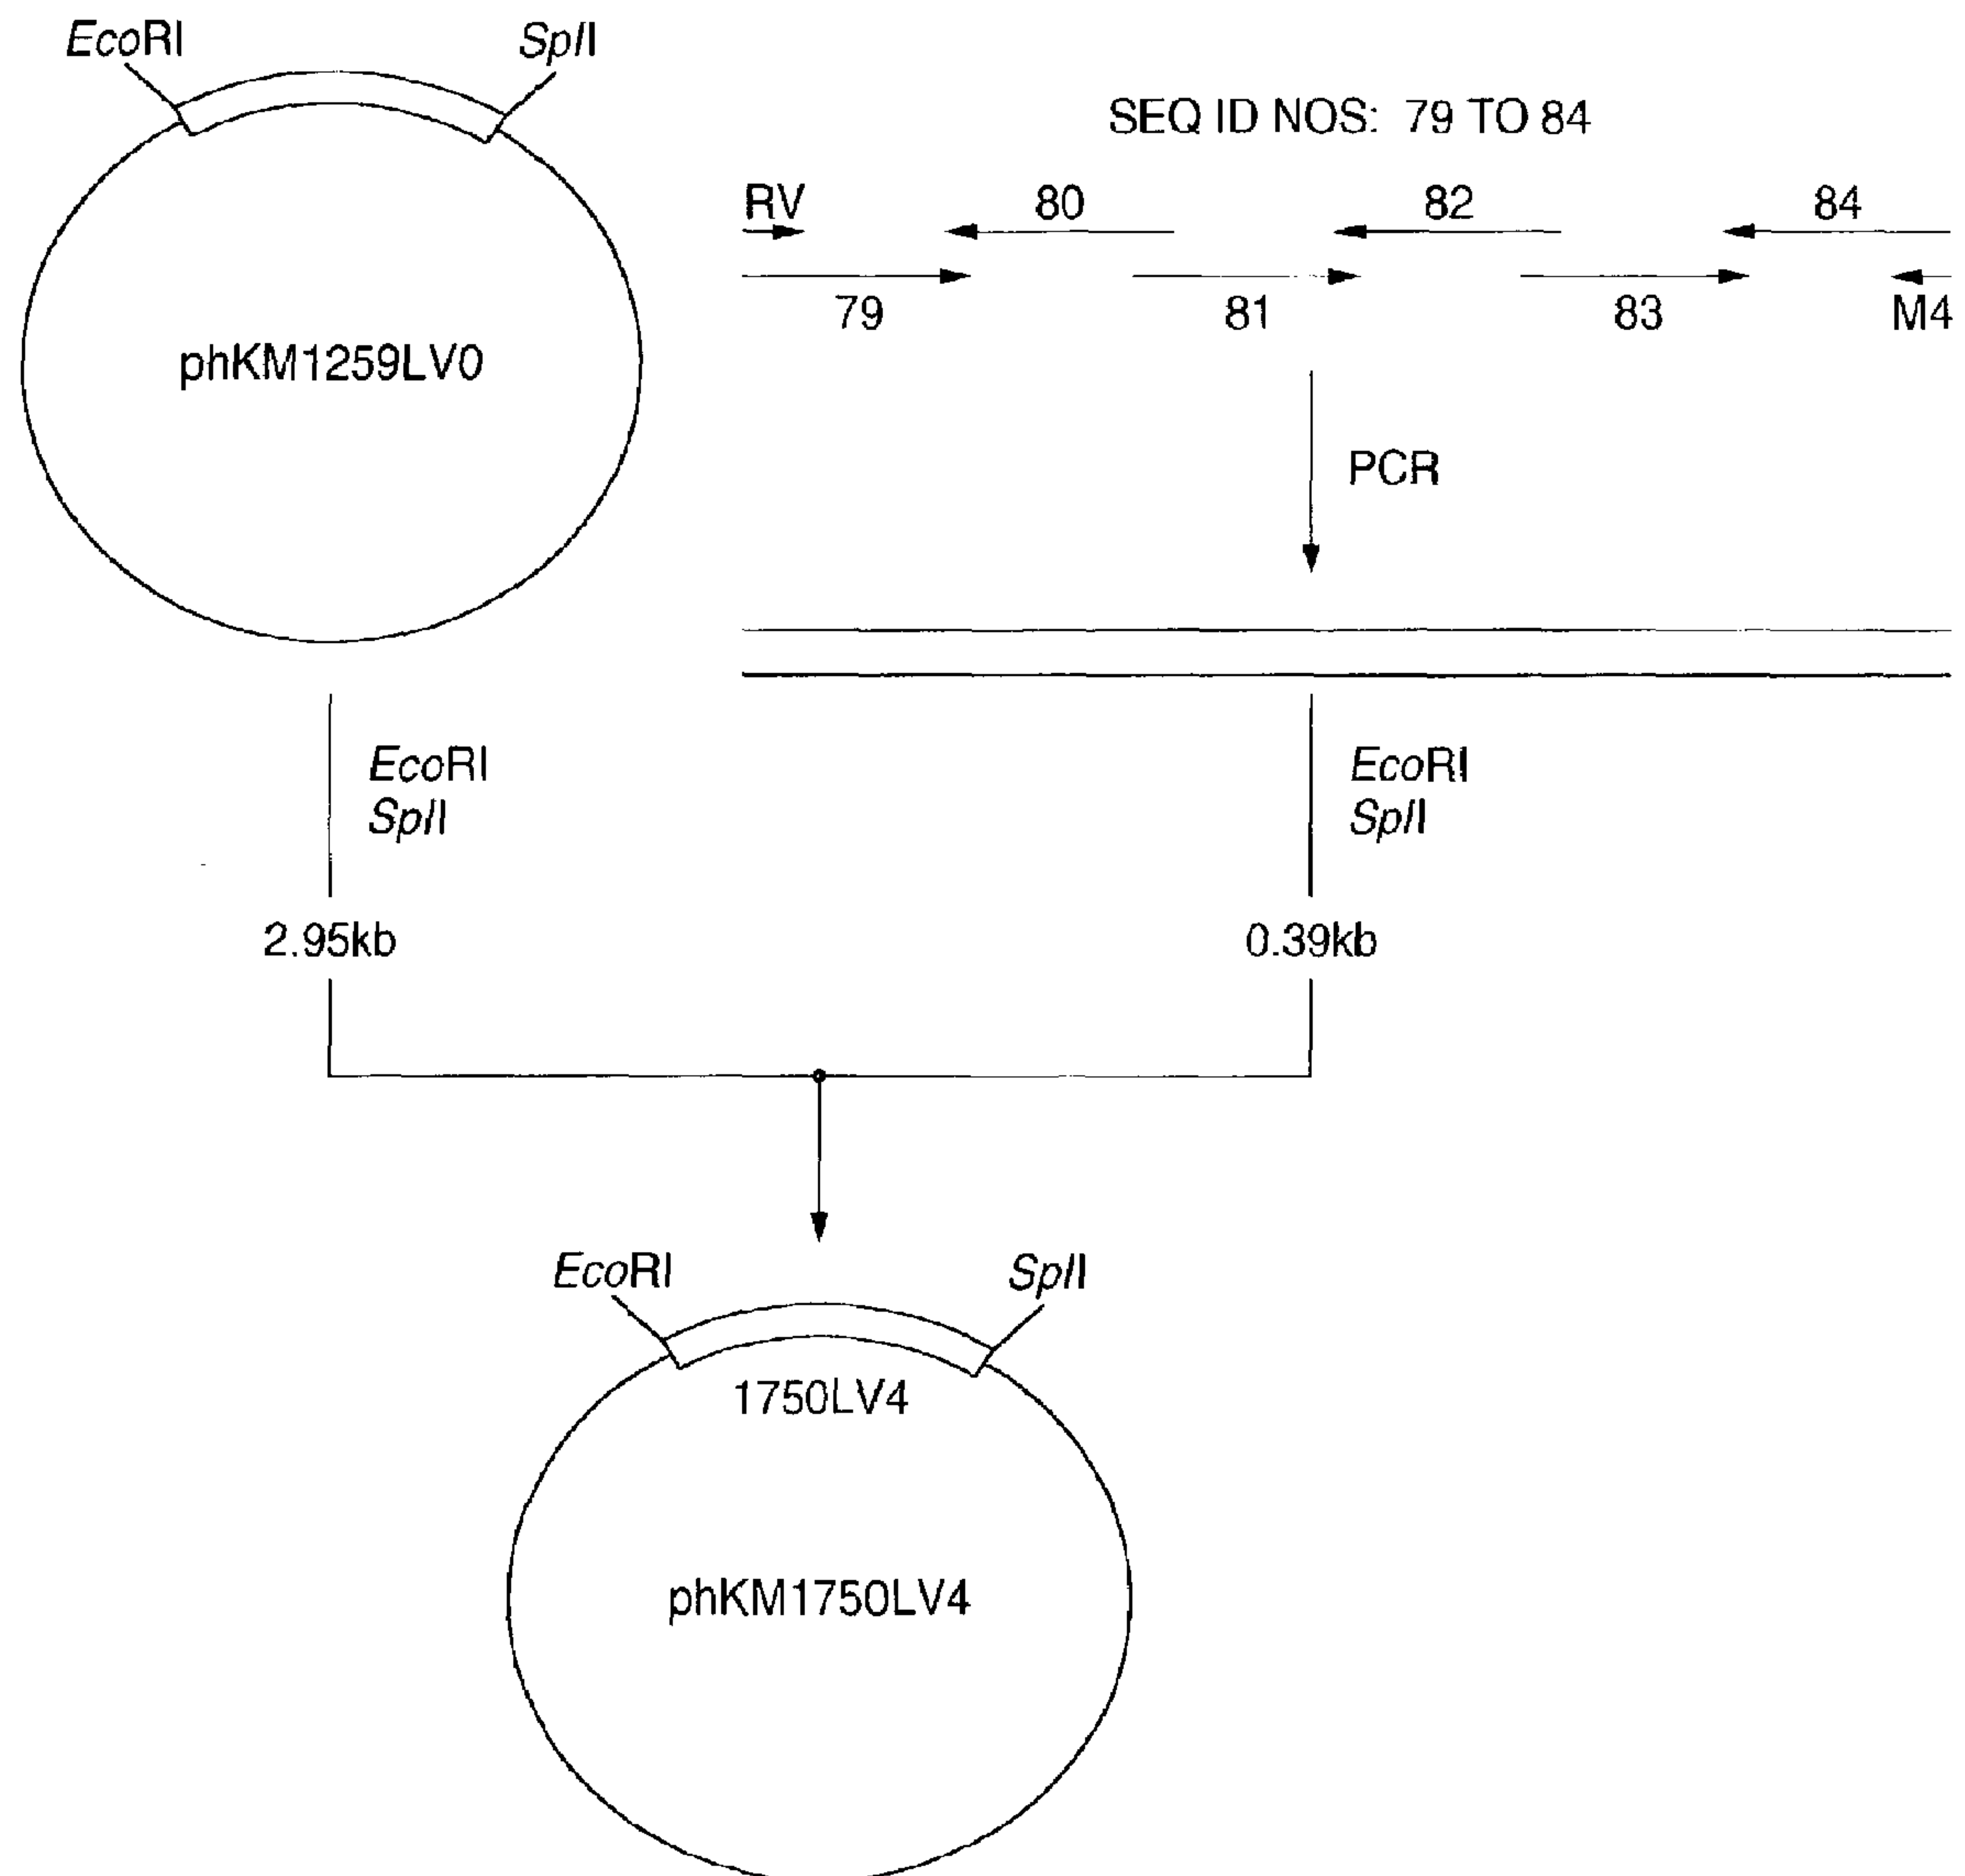 EcoRI
SplI
SEQ ID NOS: 79 TO 84
RV
80
82
84
79
81
83
M4
phKM1259LV0
PCR
EcoRI
SplI
EcoRI
SplI
2.95kb
0.39kb
EcoRI
SplI
1750LV4
phKM1750LV4